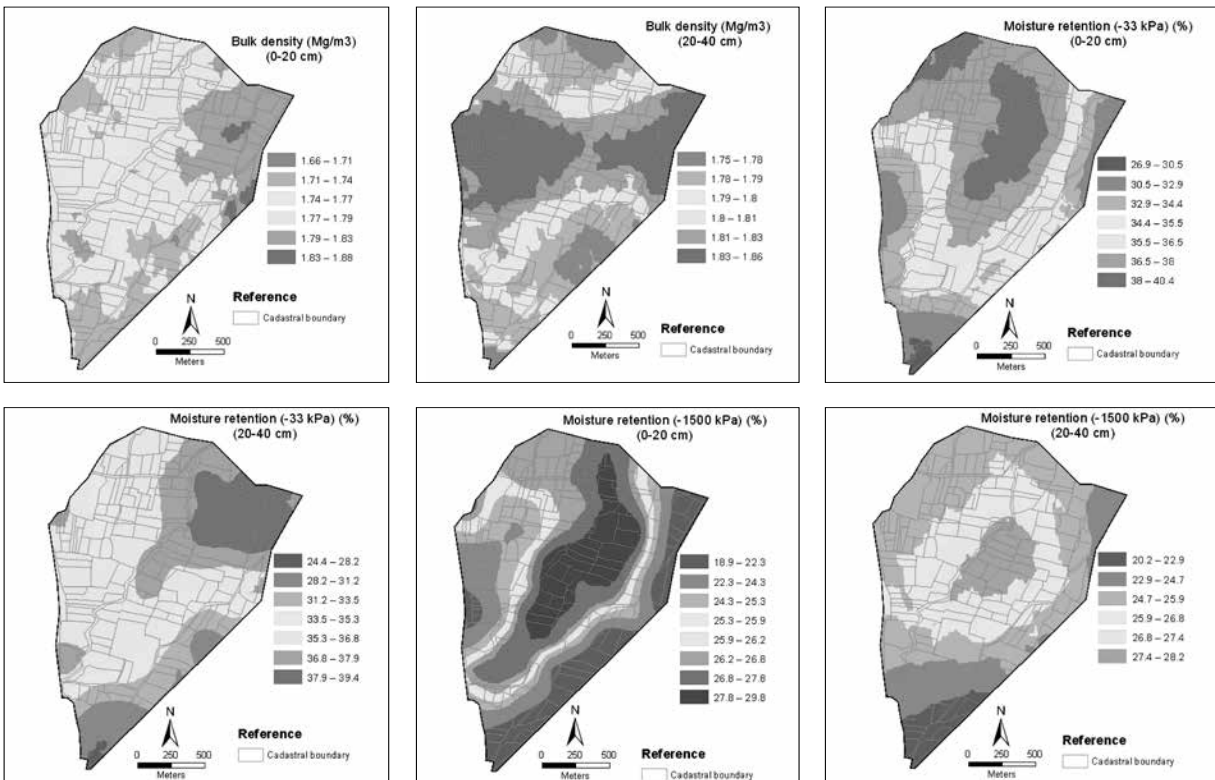 Bulk density (Mg/m3)
(0-20 cm)
1.66 – 1.71
1.71 – 1.74
1.74 – 1.77
1.77 – 1.79
1.79 – 1.83
1.83 – 1.88
N
Reference
Cadastral boundary
0 250 500
Meters
Bulk density (Mg/m3)
(20-40 cm)
1.75 – 1.78
1.78 – 1.79
1.79 – 1.8
1.8 – 1.81
1.81 – 1.83
1.83 – 1.86
N
0 250 500
Meters
Reference
Cadastral boundary
Moisture retention (-33 kPa) (%)
(0-20 cm)
26.9 – 30.5
30.5 – 32.9
32.9 – 34.4
34.4 – 35.5
35.5 – 36.5
36.5 – 38
38 – 40.4
N
0 250 500
Meters
Reference
Cadastral boundary
Moisture retention (-33 kPa) (%)
(20-40 cm)
24.4 – 28.2
28.2 – 31.2
31.2 – 33.5
33.5 – 35.3
35.3 – 36.8
36.8 – 37.9
37.9 – 39.4
N
0 250 500
Meters
Reference
Cadastral boundary
Moisture retention (-1500 kPa) (%)
(0-20 cm)
18.9 – 22.3
22.3 – 24.3
24.3 – 25.3
25.3 – 25.9
25.9 – 26.2
26.2 – 26.8
26.8 – 27.8
27.8 – 29.8
N
0 250 500
Meters
Reference
Cadastral boundary
Moisture retention (-1500 kPa) (%)
(20-40 cm)
20.2 – 22.9
22.9 – 24.7
24.7 – 25.9
25.9 – 26.8
26.8 – 27.4
27.4 – 28.2
N
0 250 500
Meters
Reference
Cadastral boundary